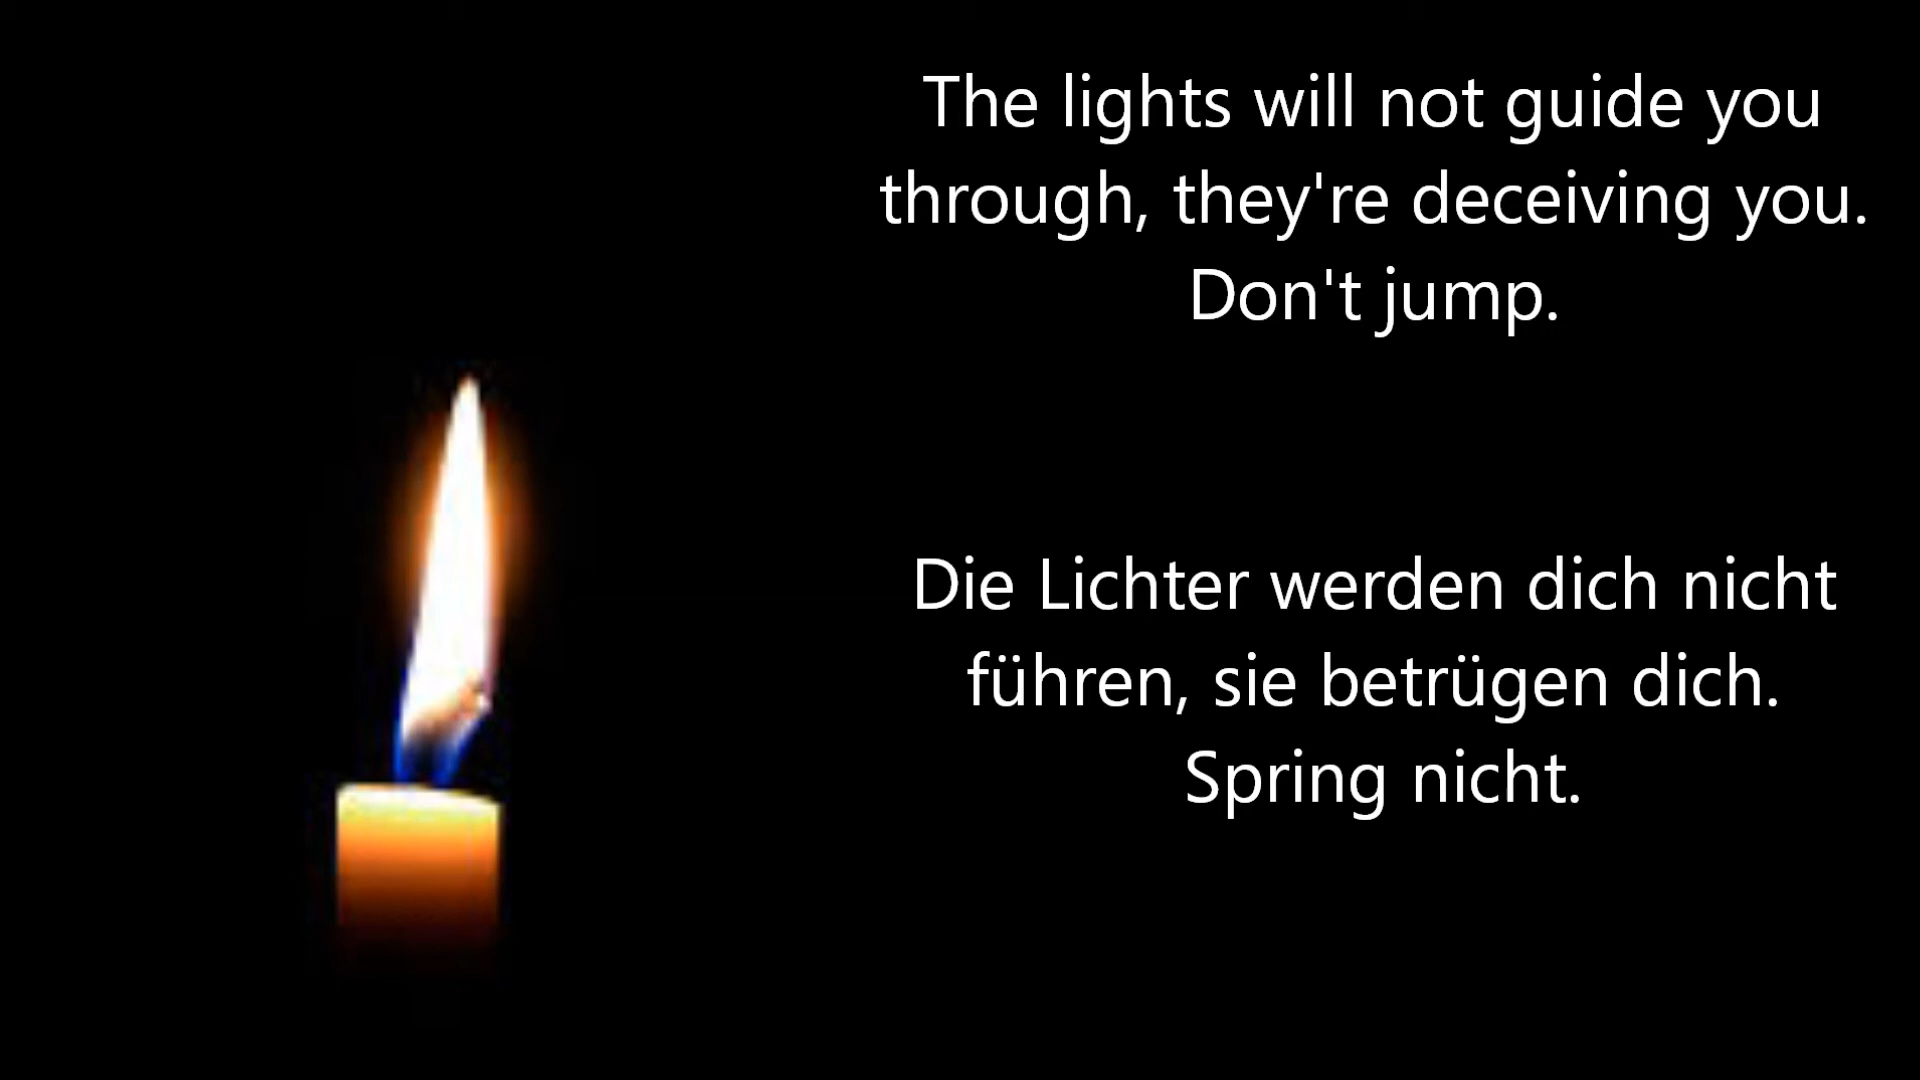 The lights will not guide you
through, they're deceiving you.
Don't jump.
Die Lichter werden dich nicht
führen, sie betrügen dich.
Spring nicht.